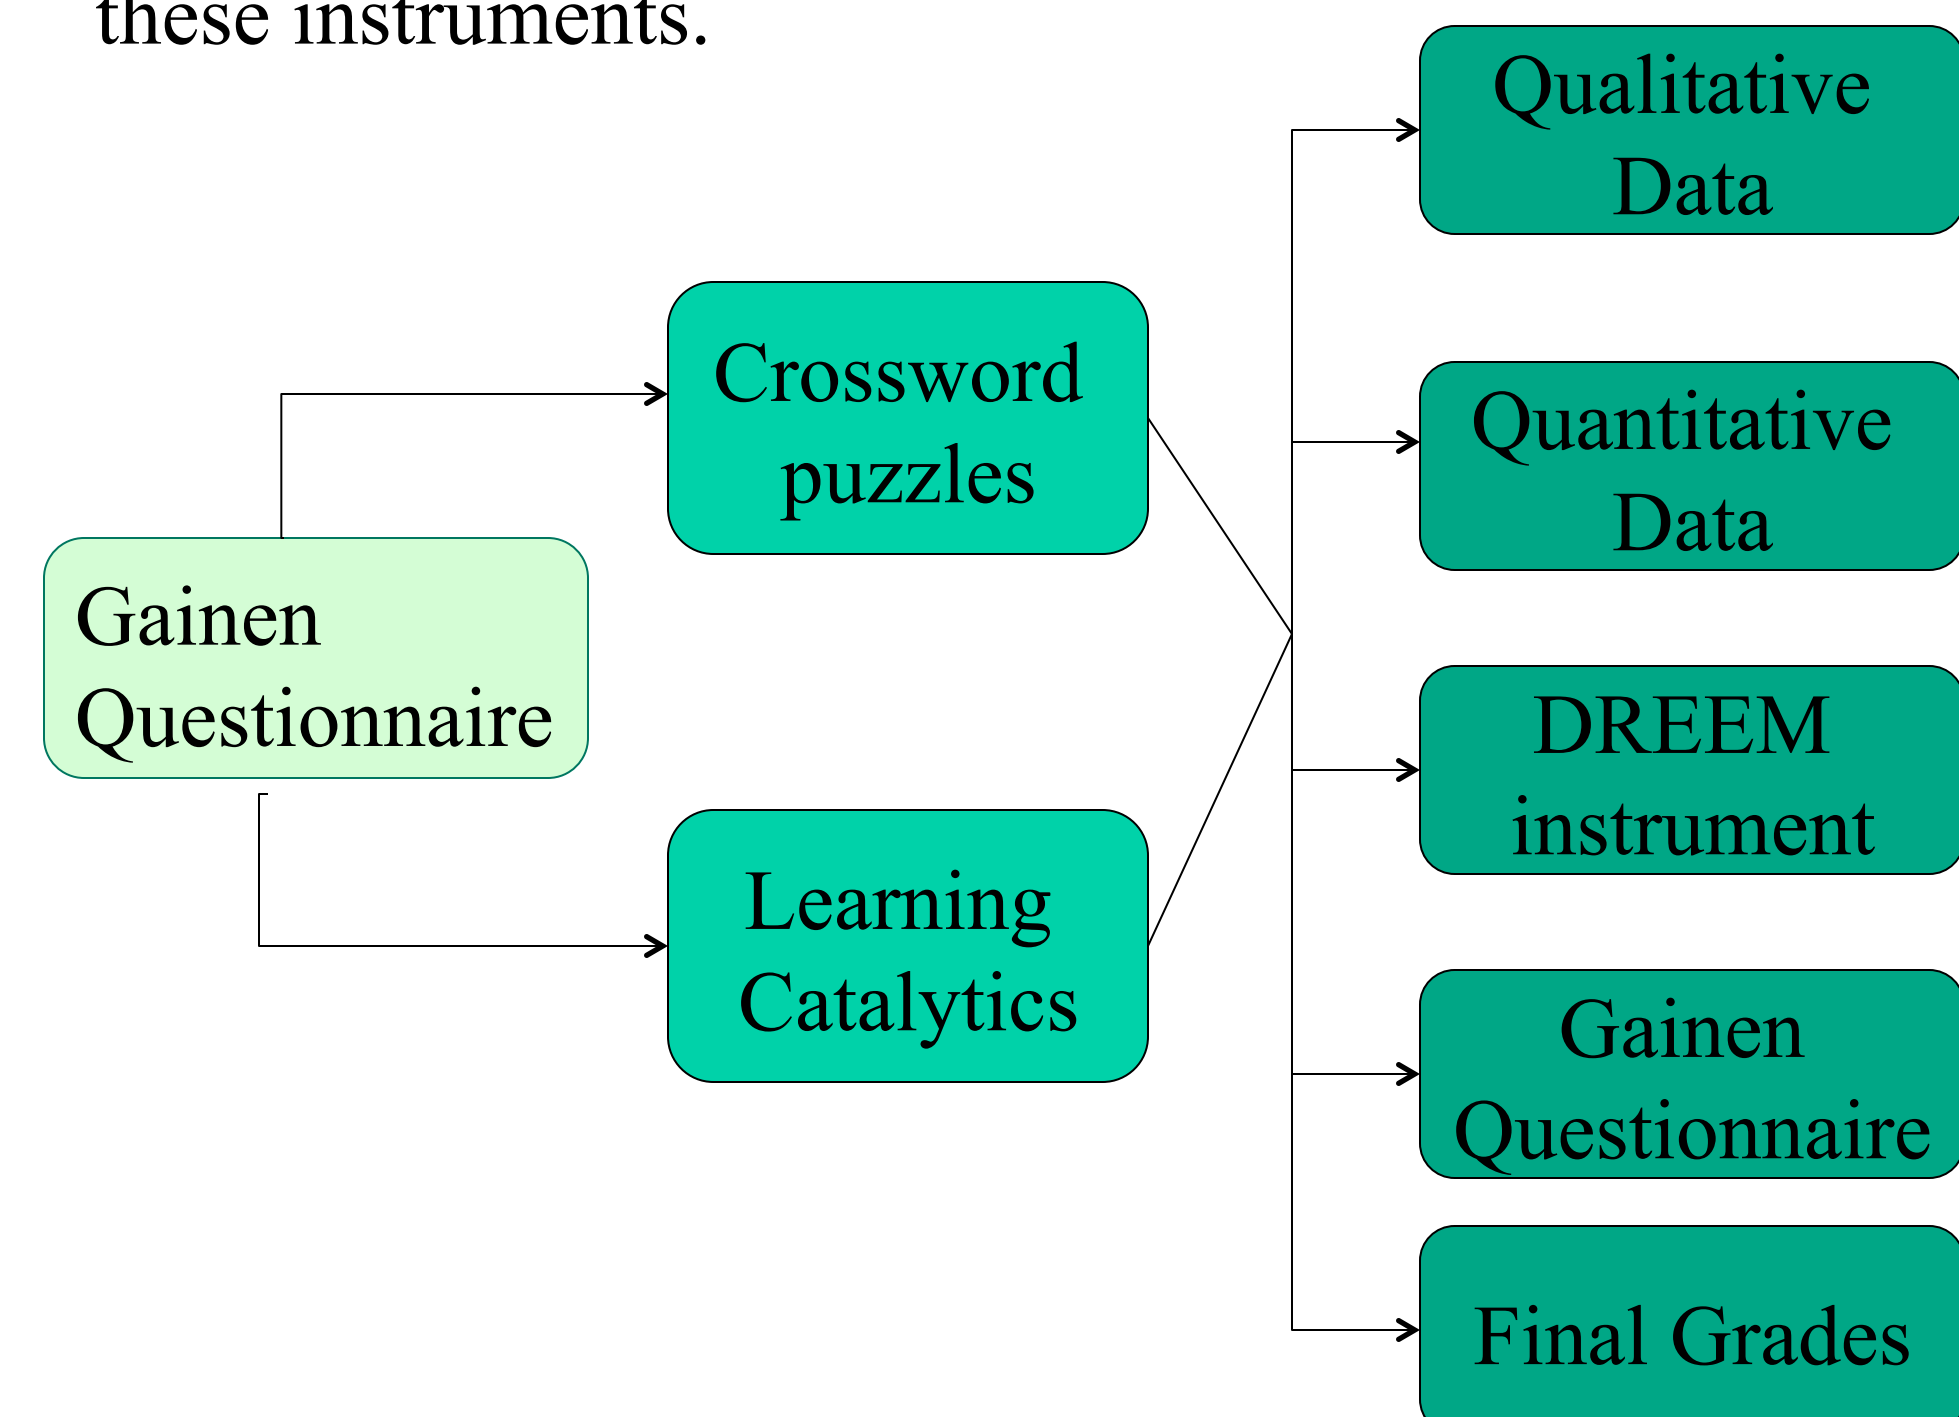 these instruments.
Gainen
Questionnaire
Crossword
puzzles
Learning
Catalytics
Qualitative
Data
Quantitative
Data
DREEM
instrument
Gainen
Questionnaire
Final Grades